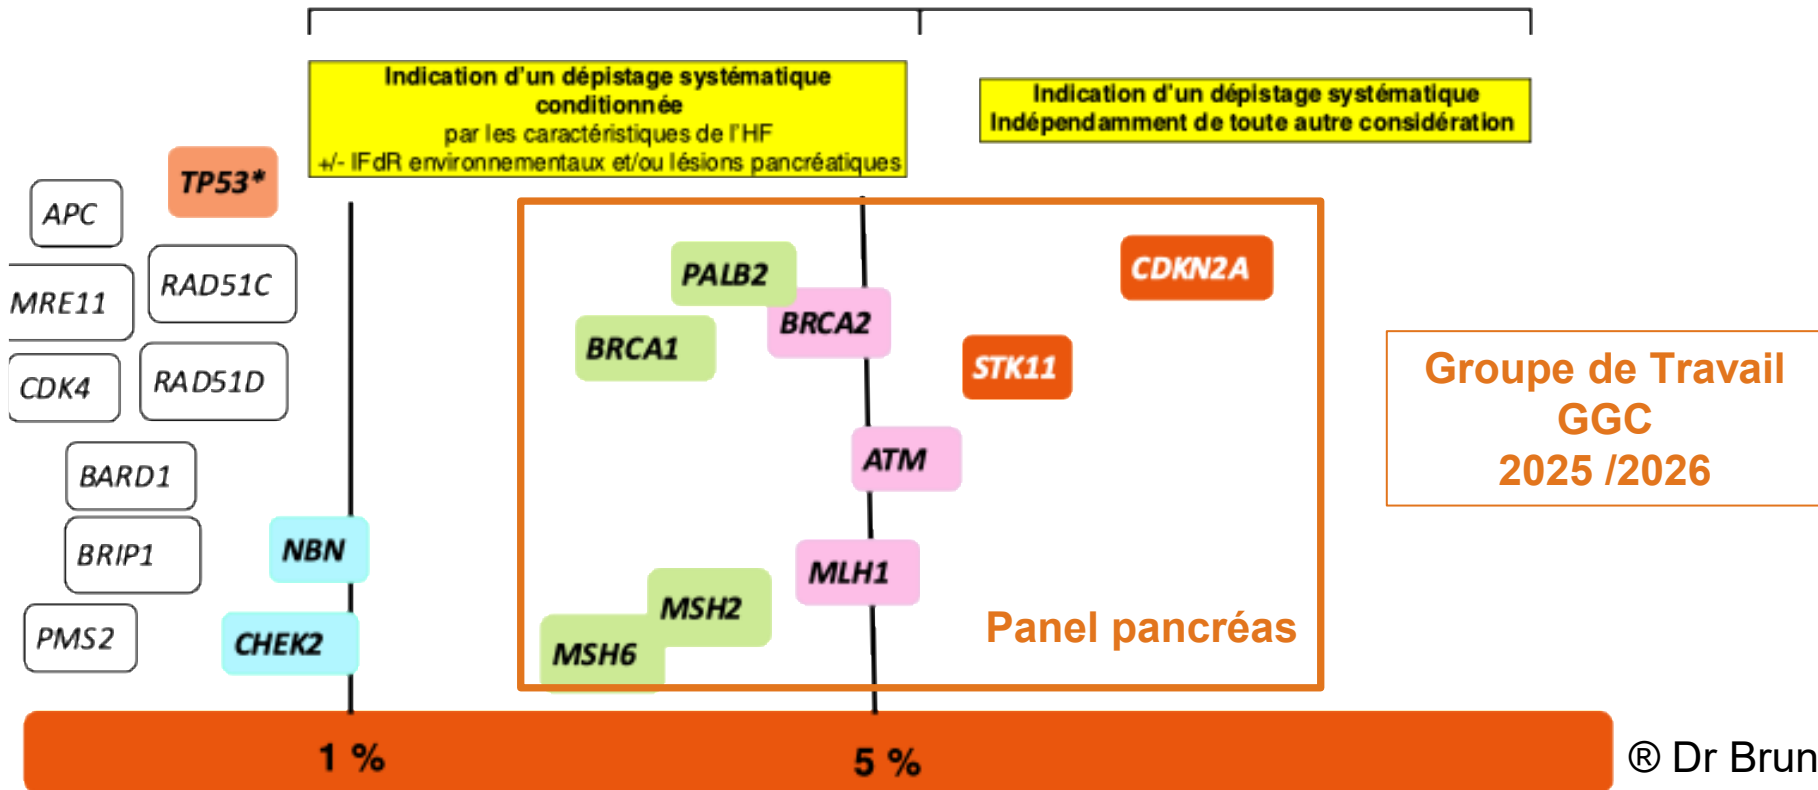 Indication d'un dépistage systématique
conditionnée
par les caractéristiques de l'HF
+/- IFdR environnementaux et/ou lésions pancréatiques
Indication d'un dépistage systématique
Indépendamment de toute autre considération
TP53*
APC
RAD51C
MRE11
CDK4
RAD51D
BARD1
BRIP1
NBN
PMS2
CHEK2
PALB2
BRCA2
BRCA1
CDKN2A
STK11
ATM
MLH1
MSH2
MSH6
Panel pancréas
Groupe de Travail
GGC
2025 /2026
1 %
5 %
® Dr Brun